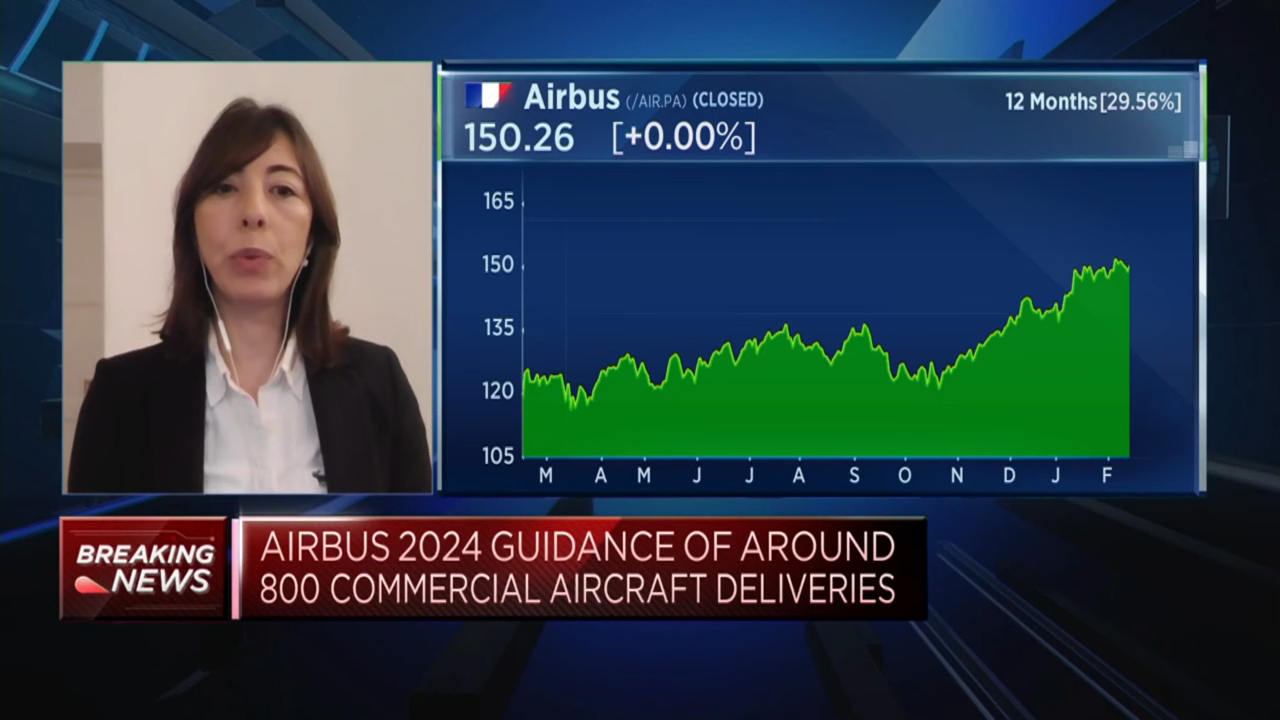 Airbus (/AIR.PA) (CLOSED)
12 Months[29.56%]
150.26 [+0.00%]
165
150
135
120
105
M A M J J A S O N D J F
BREAKING
NEWS
AIRBUS 2024 GUIDANCE OF AROUND
800 COMMERCIAL AIRCRAFT DELIVERIES